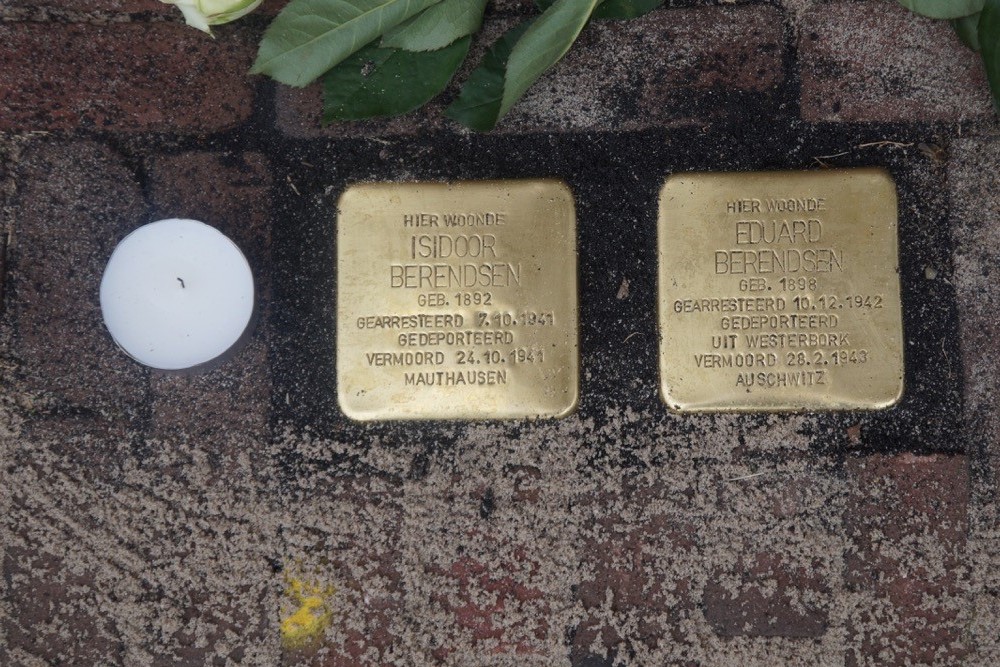 HIER WOONDE
ISIDOOR
BERENDSEN
GEB. 1892
GEARRESTEERD 7.10.1941
GEDEPORTEERD
VERMOORD 24.10.1941
MAUTHAUSEN
HIER WOONDE
EDUARD
BERENDSEN
GEB. 1898
GEARRESTEERD 10.12.1942
GEDEPORTEERD
UIT WESTERBORK
VERMOORD 28.2.1943
AUSCHWITZ